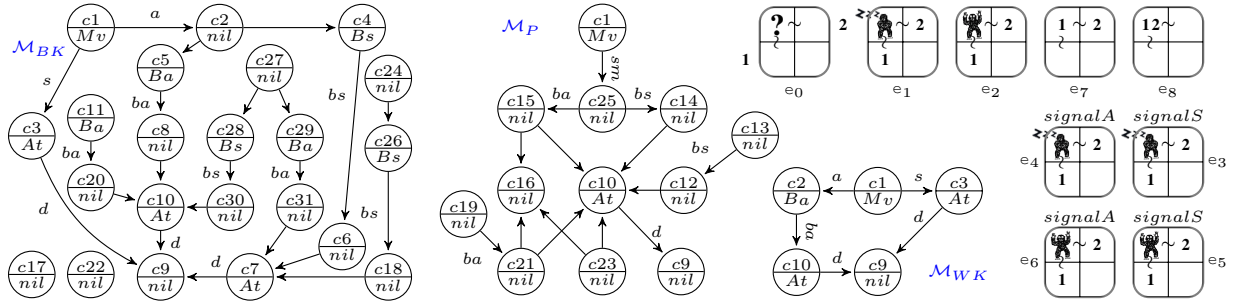 M_BK
c1
Mv
a
c2
nil
c4
Bs
s
c5
Ba
c27
nil
c24
nil
bs
c11
Ba
ba
c3
At
c8
nil
c28
Bs
c29
Ba
c26
Bs
ba
bs
ba
c20
nil
c10
At
c30
nil
c31
nil
bs
d
d
c6
nil
c17
nil
c22
nil
c9
nil
d
c7
At
c18
nil
M_P
c1
Mv
sm
c15
nil
ba
c25
nil
bs
c14
nil
c13
nil
bs
c16
nil
c10
At
c12
nil
c19
nil
ba
c21
nil
c23
nil
d
c9
nil
c2
Ba
a
c1
Mv
s
c3
At
ba
d
c10
At
d
c9
nil
M_WK
? ~ 2
~
1
e0
zzz ~ 2
~
1
e1
~ 2
~
1
e2
1 ~ 2
~
e7
12 ~
~
e8
signalA
zzz ~ 2
~
1
e4
signalS
zzz ~ 2
~
1
e3
signalA
~ 2
~
1
e6
signalS
~ 2
~
1
e5